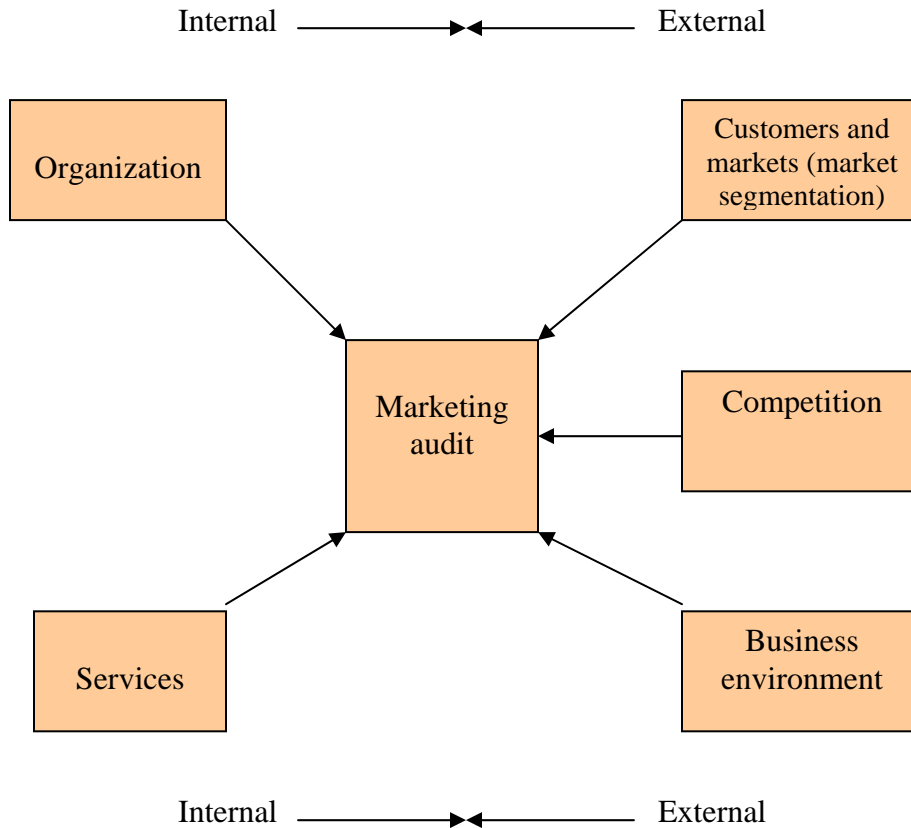 Internal External
Organization
Customers and
markets (market
segmentation)
Marketing
audit
Competition
Services
Business
environment
Internal External